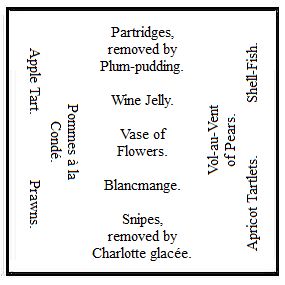 Partridges,
removed by
Plum-pudding.
Apple Tart.
Shell-Fish.
Wine Jelly.
Pommes à la
Condé.
Vase of
Flowers.
Vol-au-Vent
of Pears.
Prawns.
Blancmange.
Apricot Tartlets.
Snipes,
removed by
Charlotte glacée.